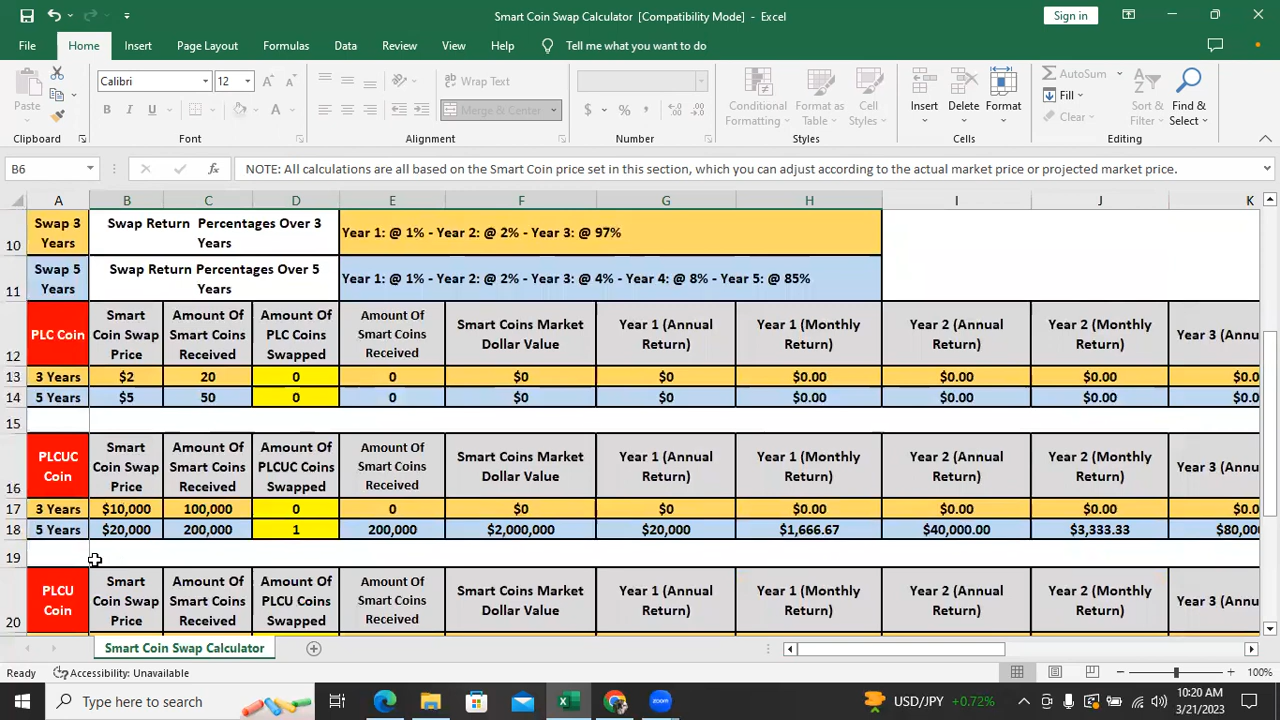 Smart Coin Swap Calculator [Compatibility Mode] - Excel
Sign in
File Home Insert Page Layout Formulas Data Review View Help Tell me what you want to do
Paste
Calibri 12
B I U
Wrap Text
Merge & Center
$ %
Conditional Formatting
Format as Table
Cell Styles
Insert Delete Format
AutoSum
Fill
Clear
Sort & Filter
Find & Select
Clipboard Font Alignment Number Styles Cells Editing
B6 fx NOTE: All calculations are all based on the Smart Coin price set in this section, which you can adjust according to the actual market price or projected market price.
A B C D E F G H I J K
10 Swap 3 Years Swap Return Percentages Over 3 Years Year 1: @ 1% - Year 2: @ 2% - Year 3: @ 97%
11 Swap 5 Years Swap Return Percentages Over 5 Years Year 1: @ 1% - Year 2: @ 2% - Year 3: @ 4% - Year 4: @ 8% - Year 5: @ 85%
12 PLC Coin Smart Coin Swap Price Amount Of Smart Coins Received Amount Of PLC Coins Swapped Amount Of Smart Coins Received Smart Coins Market Dollar Value Year 1 (Annual Return) Year 1 (Monthly Return) Year 2 (Annual Return) Year 2 (Monthly Return) Year 3 (Annu
13 3 Years $2 20 0 0 $0 $0 $0.00 $0.00 $0.00 $0.0
14 5 Years $5 50 0 0 $0 $0 $0.00 $0.00 $0.00 $0.0
15
16 PLCUC Coin Smart Coin Swap Price Amount Of Smart Coins Received Amount Of PLCUC Coins Swapped Amount Of Smart Coins Received Smart Coins Market Dollar Value Year 1 (Annual Return) Year 1 (Monthly Return) Year 2 (Annual Return) Year 2 (Monthly Return) Year 3 (Annu
17 3 Years $10,000 100,000 0 0 $0 $0 $0.00 $0.00 $0.00 $0.0
18 5 Years $20,000 200,000 1 200,000 $2,000,000 $20,000 $1,666.67 $40,000.00 $3,333.33 $80,00
19
20 PLCU Coin Smart Coin Swap Price Amount Of Smart Coins Received Amount Of PLCU Coins Swapped Amount Of Smart Coins Received Smart Coins Market Dollar Value Year 1 (Annual Return) Year 1 (Monthly Return) Year 2 (Annual Return) Year 2 (Monthly Return) Year 3 (Annu
Smart Coin Swap Calculator
Ready Accessibility: Unavailable 100%
Type here to search
zoom
USD/JPY +0.72%
10:20 AM
3/21/2023